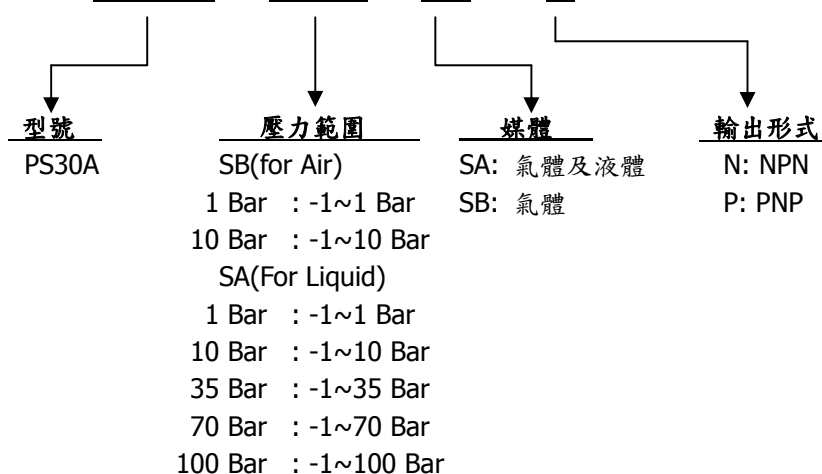 型號 壓力範圍 媒體 輸出形式
PS30A SB(for Air) SA: 氣體及液體 N: NPN
1 Bar : -1~1 Bar SB: 氣體 P: PNP
10 Bar : -1~10 Bar
SA(For Liquid)
1 Bar : -1~1 Bar
10 Bar : -1~10 Bar
35 Bar : -1~35 Bar
70 Bar : -1~70 Bar
100 Bar : -1~100 Bar